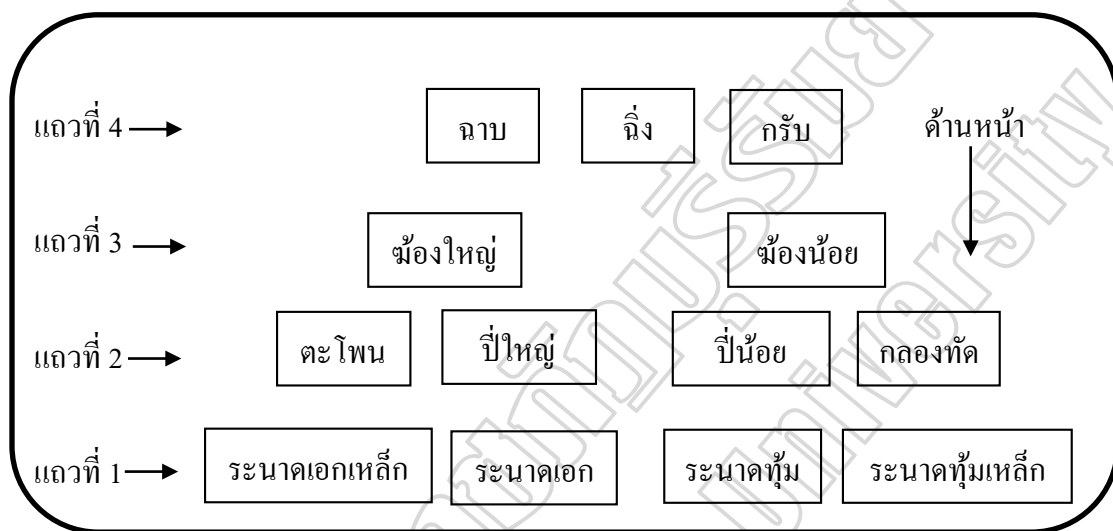 แถวที่ 4 ฉาบ ฉิ่ง กรับ ด้านหน้า
แถวที่ 3 ฆ้องใหญ่ ฆ้องน้อย
แถวที่ 2 ตะโพน ปี่ใหญ่ ปี่น้อย กลองทัด
แถวที่ 1 ระนาดเอกเหล็ก ระนาดเอก ระนาดทุ้ม ระนาดทุ้มเหล็ก
University